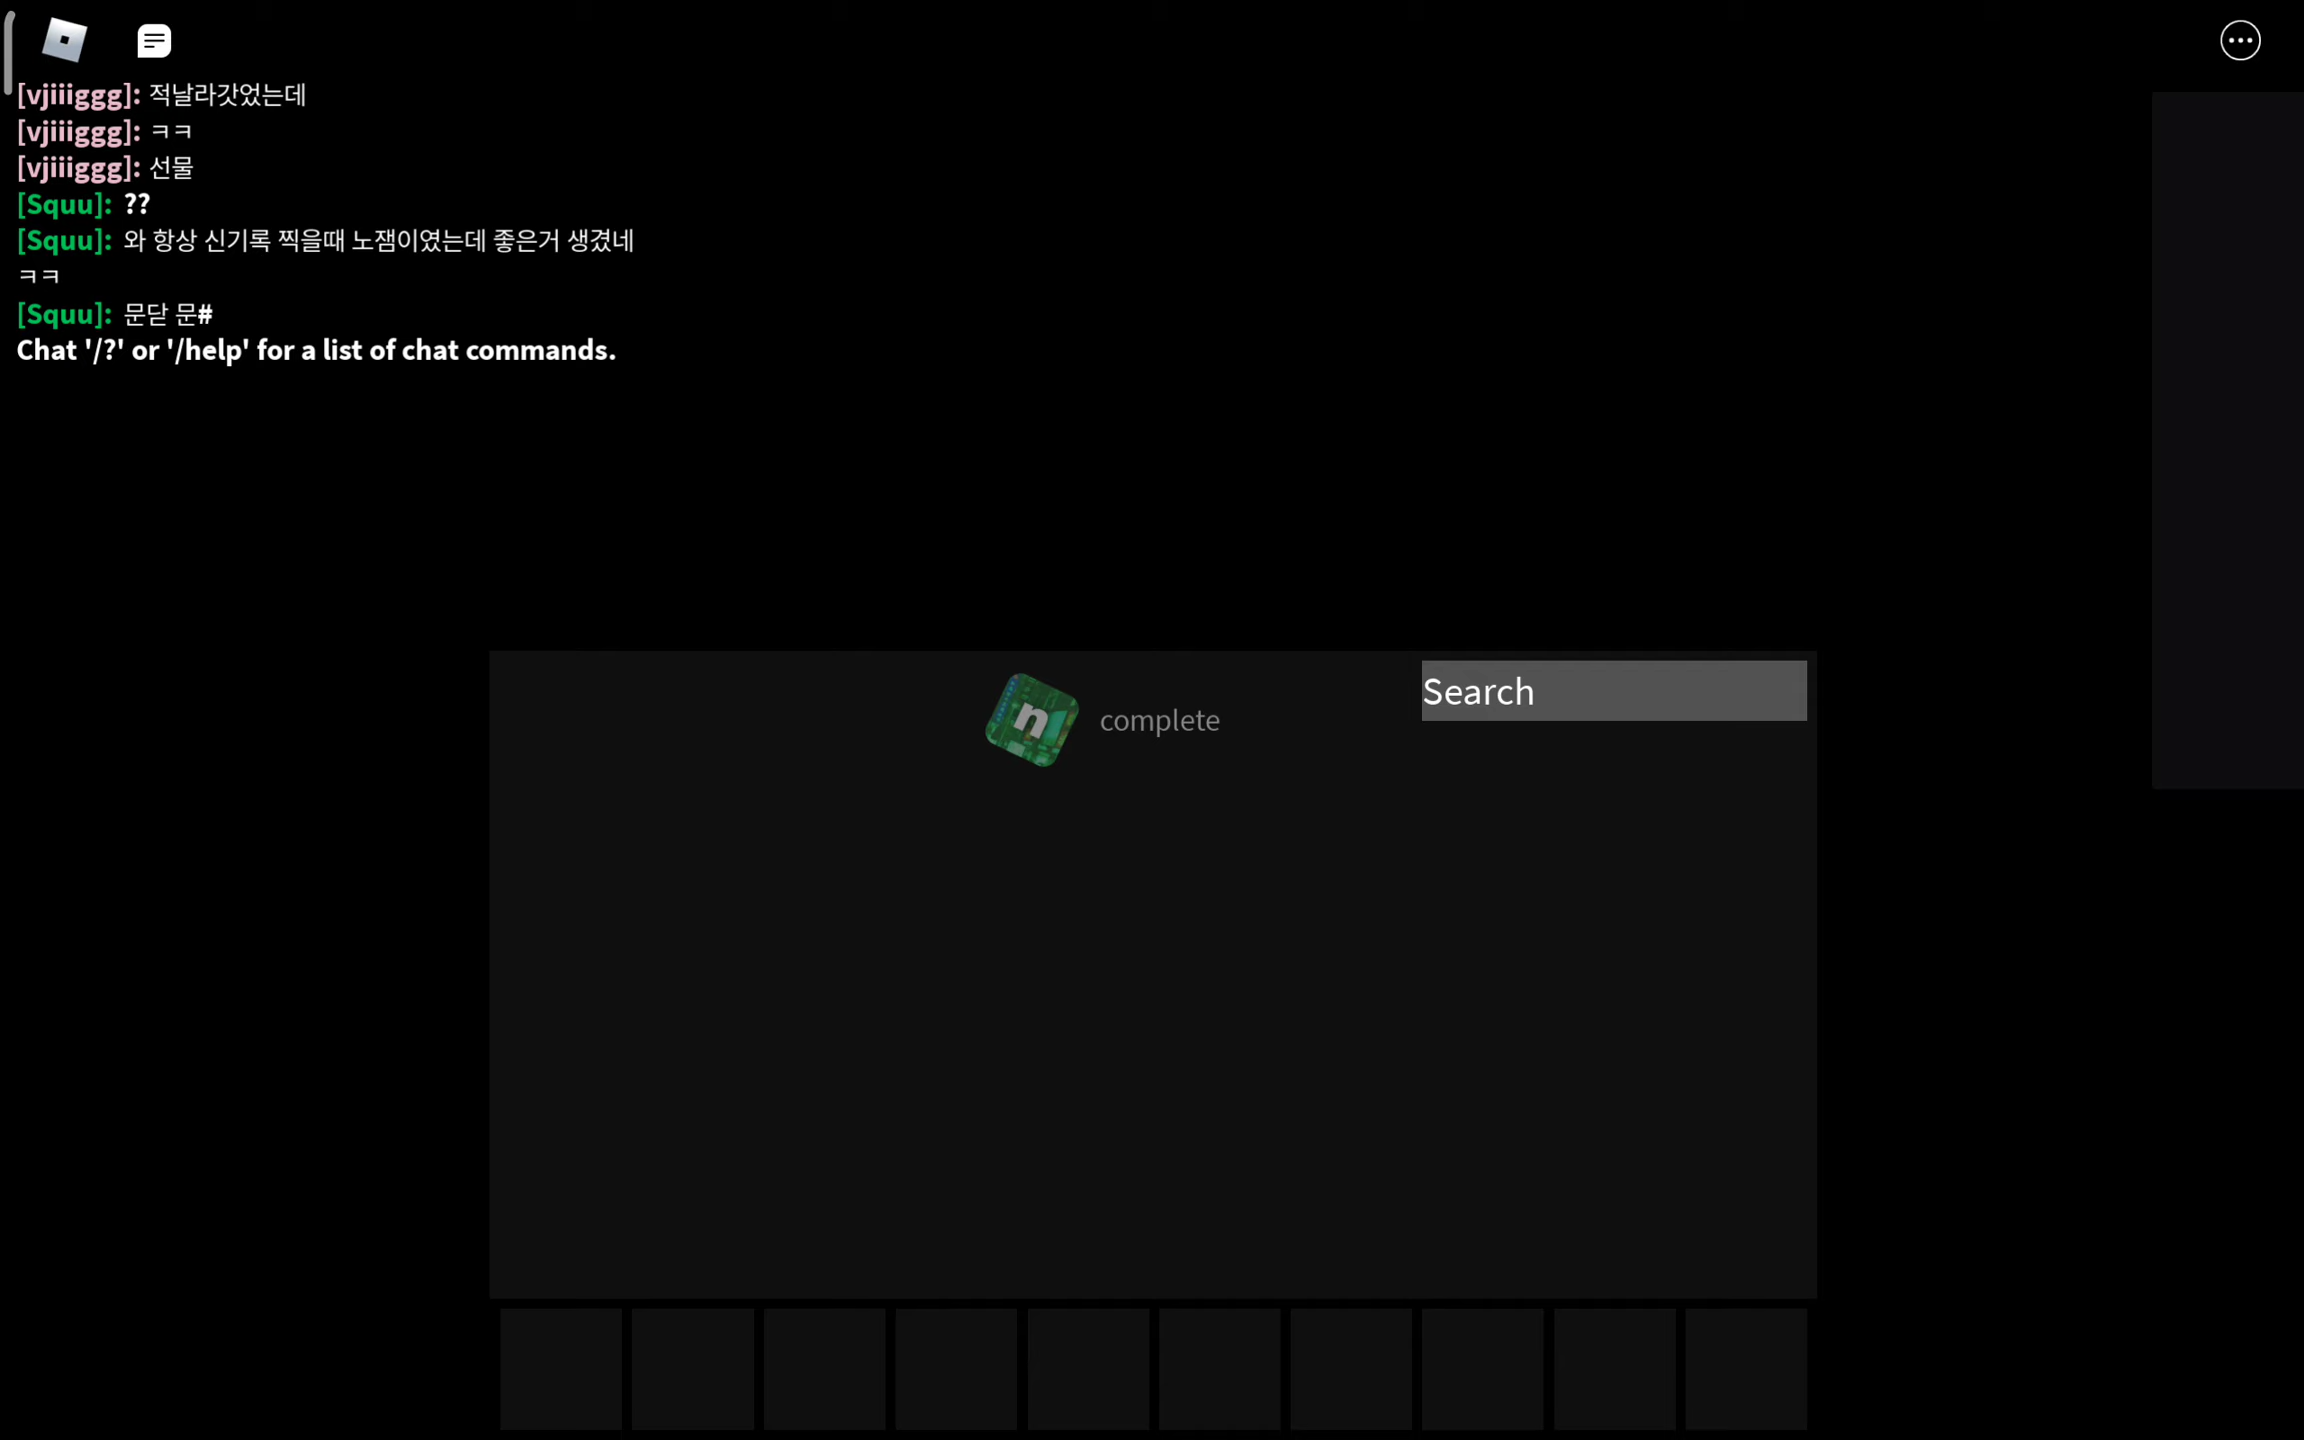 [vjiiiggg]: 적날라갓었는데
[vjiiiggg]: ㅋㅋ
[vjiiiggg]: 선물
[Squu]: ??
[Squu]: 와 항상 신기록 찍을때 노잼이였는데 좋은거 생겼네
ㅋㅋ
[Squu]: 문닫 문#
Chat '/?' or '/help' for a list of chat commands.
Search
n
complete